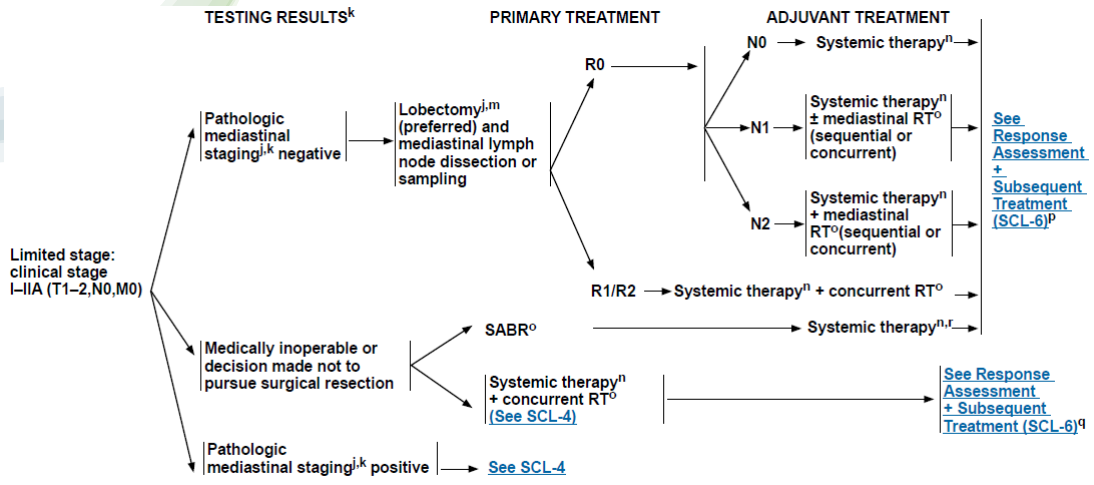 TESTING RESULTSk
PRIMARY TREATMENT
ADJUVANT TREATMENT
Limited stage:
clinical stage
I–IIA (T1–2,N0,M0)
Pathologic
mediastinal
stagingj,k negative
Lobectomyj,m
(preferred) and
mediastinal lymph
node dissection or
sampling
R0
N0
Systemic therapyn
N1
Systemic therapyn
± mediastinal RTo
(sequential or
concurrent)
N2
Systemic therapyn
+ mediastinal
RTo(sequential or
concurrent)
R1/R2
Systemic therapyn + concurrent RTo
See
Response
Assessment
+
Subsequent
Treatment
(SCL-6)p
Medically inoperable or
decision made not to
pursue surgical resection
SABRo
Systemic therapyn,r
Systemic therapyn
+ concurrent RTo
(See SCL-4)
See Response
Assessment
+ Subsequent
Treatment (SCL-6)q
Pathologic
mediastinal stagingj,k positive
See SCL-4